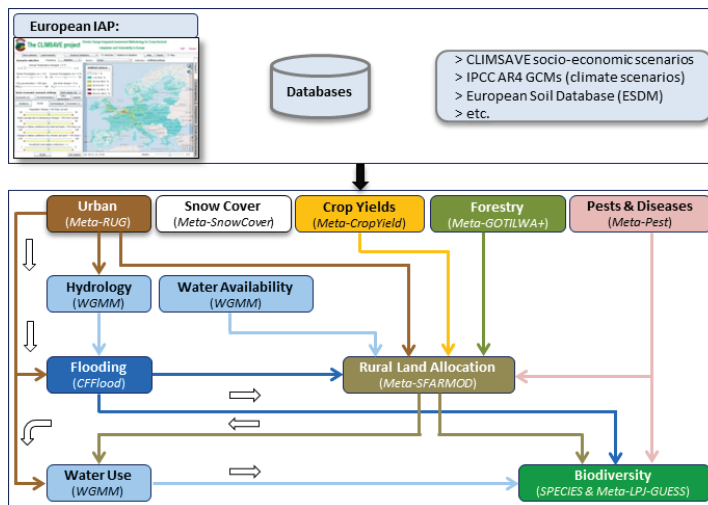 European IAP:
The CLIMSAVE project
Databases
> CLIMSAVE socio-economic scenarios
> IPCC AR4 GCMs (climate scenarios)
> European Soil Database (ESDM)
> etc.
Urban
(Meta-RUG)
Snow Cover
(Meta-SnowCover)
Crop Yields
(Meta-CropYield)
Forestry
(Meta-GOTILWA+)
Pests & Diseases
(Meta-Pest)
Hydrology
(WGMM)
Water Availability
(WGMM)
Flooding
(CFFlood)
Rural Land Allocation
(Meta-SFARMOD)
Water Use
(WGMM)
Biodiversity
(SPECIES & Meta-LPJ-GUESS)